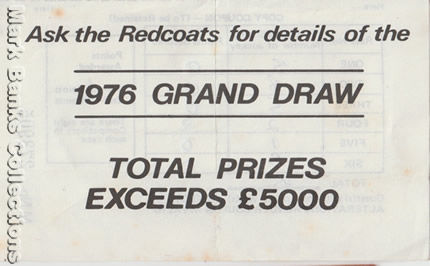 Ask the Redcoats for details of the
1976 GRAND DRAW
TOTAL PRIZES
EXCEEDS £5000
Mark Banks Collections